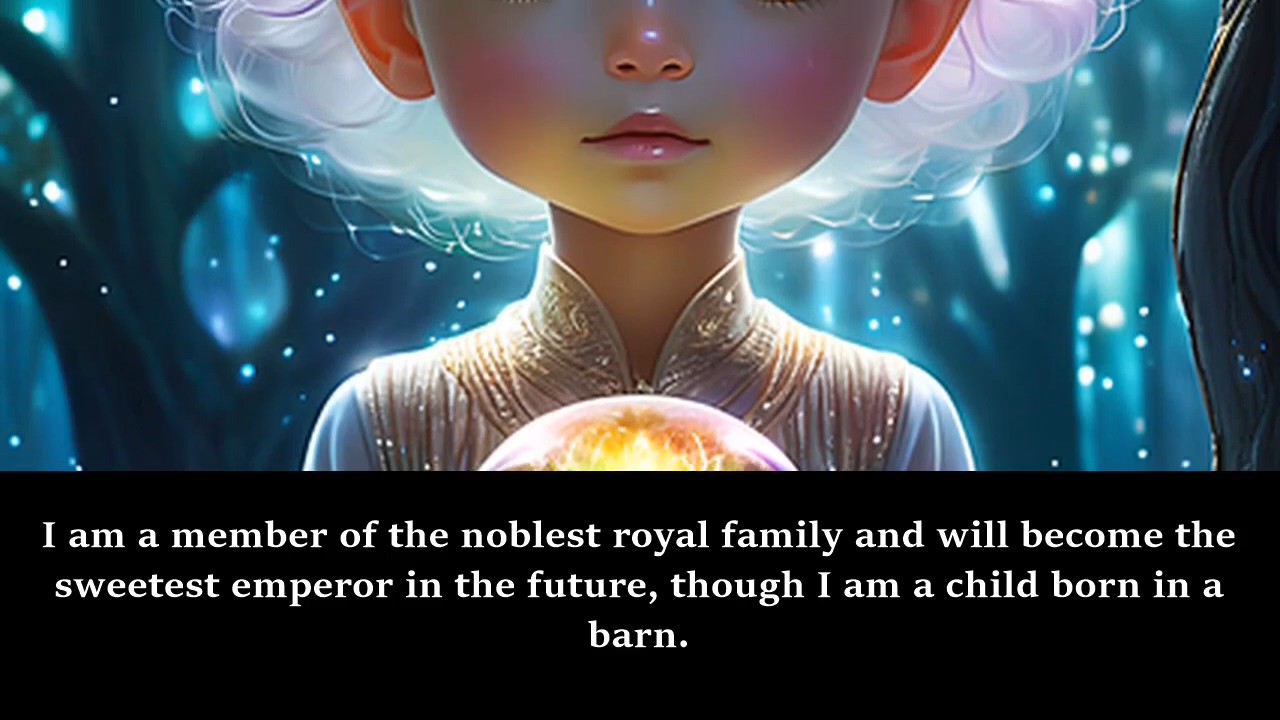 I am a member of the noblest royal family and will become the
sweetest emperor in the future, though I am a child born in a
barn.